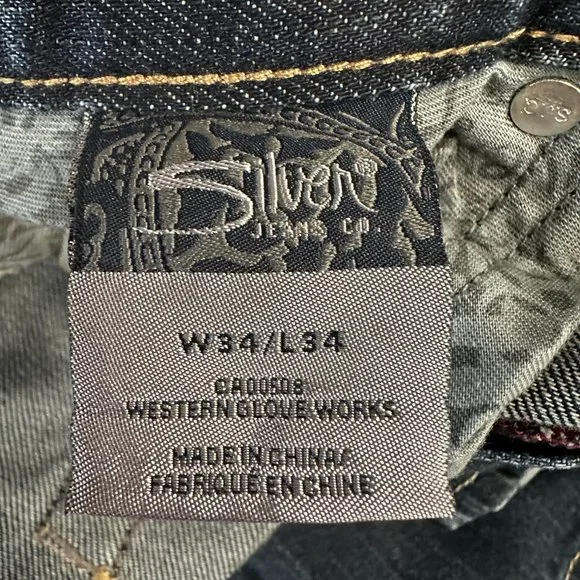 Silver®
JEANS CO.
W34/L34
CA00508
WESTERN GLOVE WORKS
MADE IN CHINA/
FABRIQUÉ EN CHINE